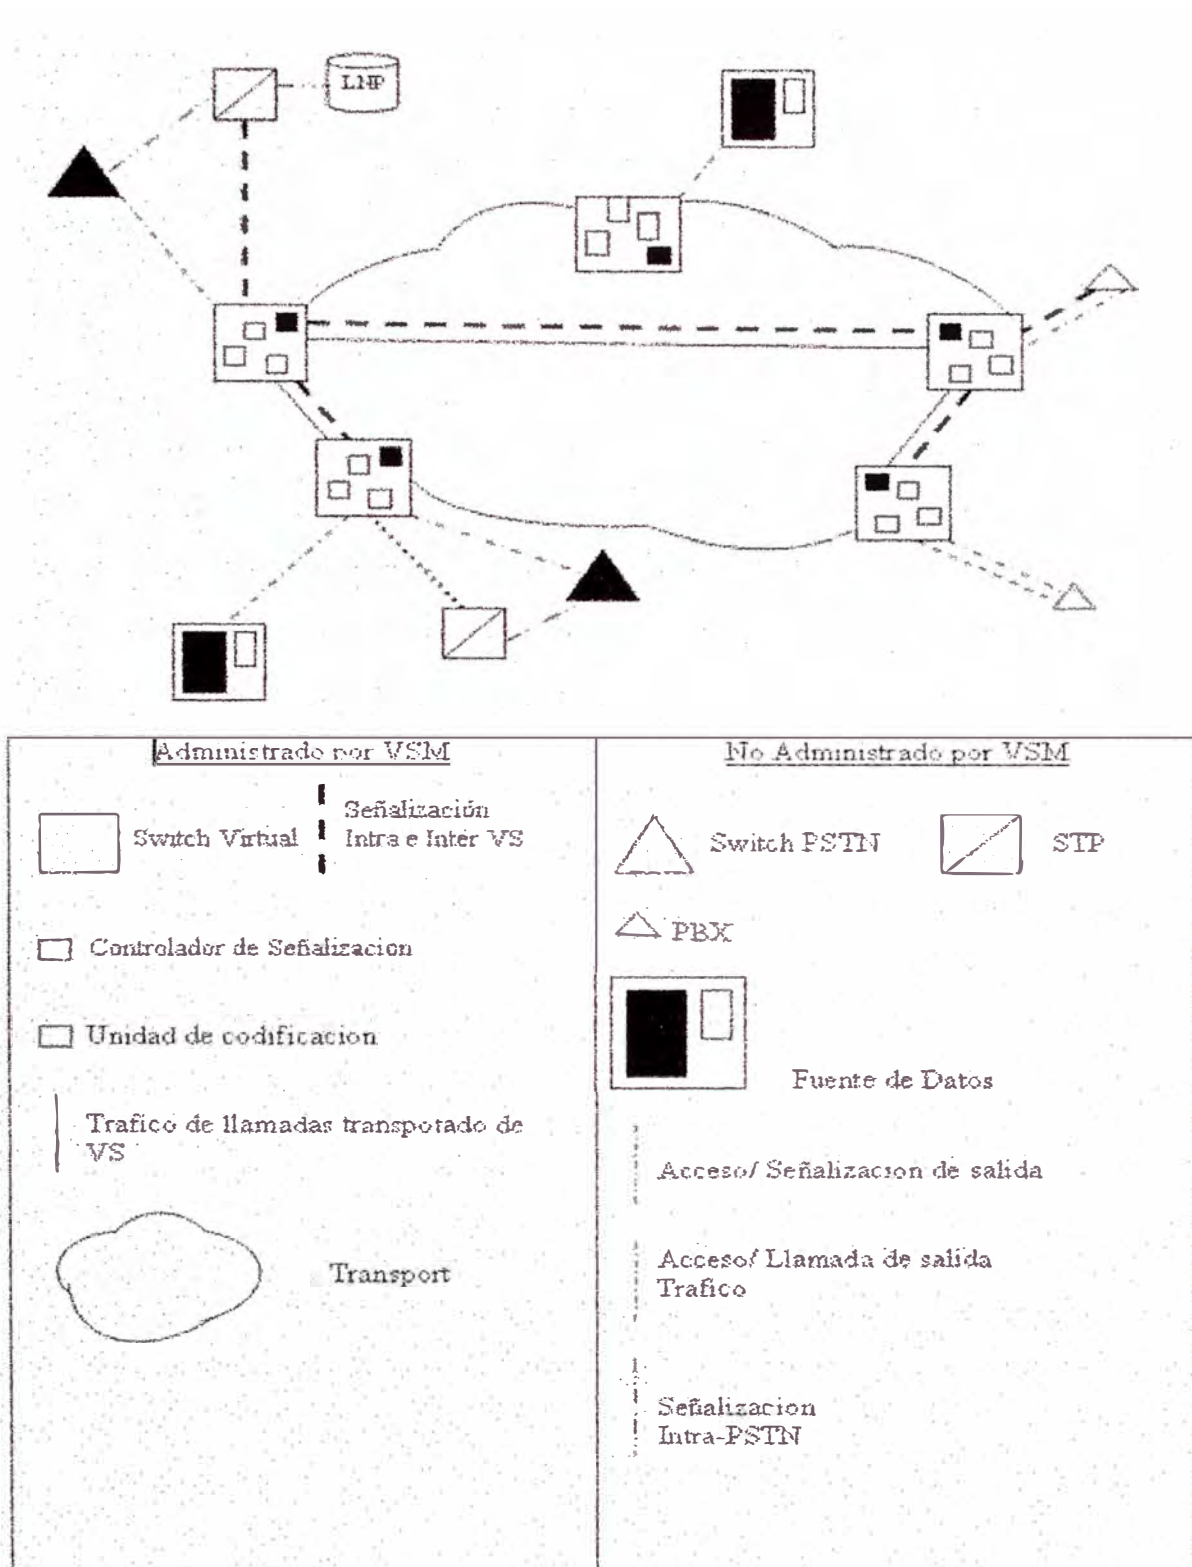 LNP
Administrado por VSM
No Administrado por VSM
Señalización
Intra e Inter VS
Switch Virtual
Switch PSTN
STP
PBX
Controlador de Señalizacion
Unidad de codificacion
Fuente de Datos
Trafico de llamadas transpotado de
VS
Acceso/ Señalizacion de salida
Acceso/ Llamada de salida
Trafico
Transport
Señalizacion
Intra-PSTN